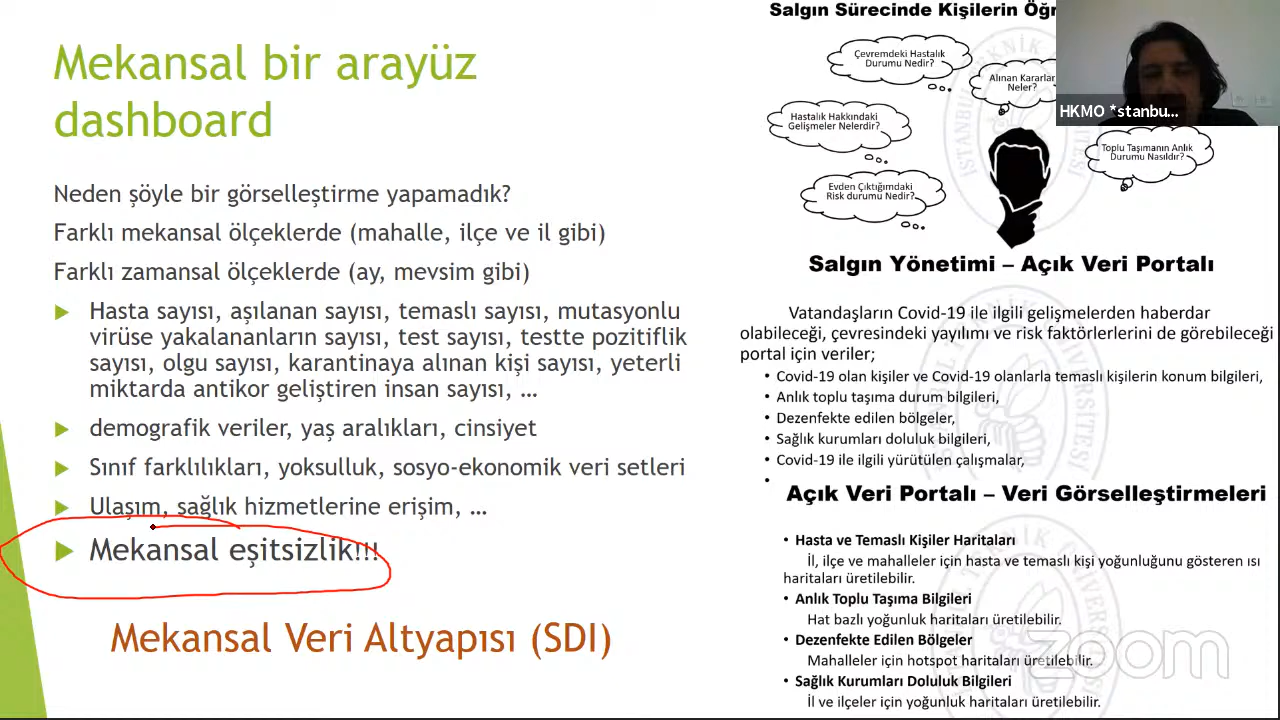 Mekansal bir arayüz
dashboard
Neden şöyle bir görselleştirme yapamadık?
Farklı mekansal ölçeklerde (mahalle, ilçe ve il gibi)
Farklı zamansal ölçeklerde (ay, mevsim gibi)
Hasta sayısı, aşılanan sayısı, temaslı sayısı, mutasyonlu
virüse yakalananların sayısı, test sayısı, testte pozitiflik
sayısı, olgu sayısı, karantinaya alınan kişi sayısı, yeterli
miktarda antikor geliştiren insan sayısı, …
demografik veriler, yaş aralıkları, cinsiyet
Sınıf farklılıkları, yoksulluk, sosyo-ekonomik veri setleri
Ulaşım, sağlık hizmetlerine erişim, …
Mekansal eşitsizlik!!!
Mekansal Veri Altyapısı (SDI)
Salgın Sürecinde Kişilerin
Çevremdeki Hastalık
Durumu Nedir?
Alınan Kararlar
Neler?
Hastalık Hakkındaki
Gelişmeler Nelerdir?
Toplu Taşımanın Anlık
Durumu Nasıldır?
Evden Çıktığımdaki
Risk durumu Nedir?
HKMO *stanbu...
Salgın Yönetimi – Açık Veri Portalı
Vatandaşların Covid-19 ile ilgili gelişmelerden haberdar
olabileceği, çevresindeki yayılımı ve risk faktörlerlerini de görebileceği
portal için veriler;
• Covid-19 olan kişiler ve Covid-19 olanlarla temaslı kişilerin konum bilgileri,
• Anlık toplu taşıma durum bilgileri,
• Dezenfekte edilen bölgeler,
• Sağlık kurumları doluluk bilgileri,
• Covid-19 ile ilgili yürütülen çalışmalar,
•
Açık Veri Portalı – Veri Görselleştirmeleri
• Hasta ve Temaslı Kişiler Haritaları
İl, ilçe ve mahalleler için hasta ve temaslı kişi yoğunluğunu gösteren ısı
haritaları üretilebilir.
• Anlık Toplu Taşıma Bilgileri
Hat bazlı yoğunluk haritaları üretilebilir.
• Dezenfekte Edilen Bölgeler
Mahalleler için hotspot haritaları üretilebilir.
• Sağlık Kurumları Doluluk Bilgileri
İl ve ilçeler için yoğunluk haritaları üretilebilir.
zoom